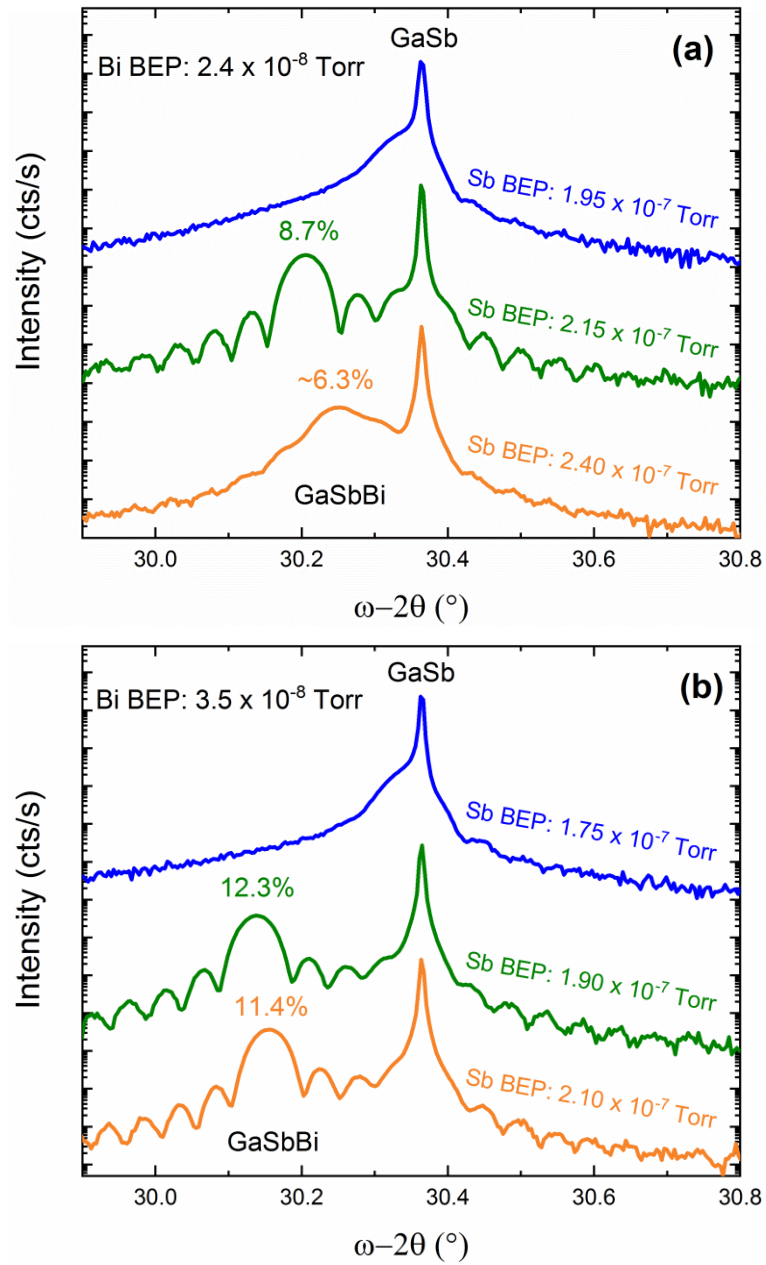 GaSb
(a)
Bi BEP: 2.4 x 10⁻⁸ Torr
Sb BEP: 1.95 x 10⁻⁷ Torr
8.7%
Sb BEP: 2.15 x 10⁻⁷ Torr
~6.3%
Sb BEP: 2.40 x 10⁻⁷ Torr
GaSbBi
Intensity (cts/s)
30.0 30.2 30.4 30.6 30.8
ω−2θ (°)
GaSb
(b)
Bi BEP: 3.5 x 10⁻⁸ Torr
Sb BEP: 1.75 x 10⁻⁷ Torr
12.3%
Sb BEP: 1.90 x 10⁻⁷ Torr
11.4%
Sb BEP: 2.10 x 10⁻⁷ Torr
GaSbBi
Intensity (cts/s)
30.0 30.2 30.4 30.6 30.8
ω−2θ (°)